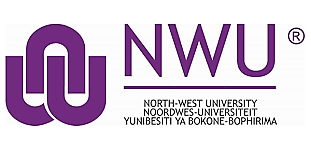 NWU ®
NORTH-WEST UNIVERSITY
NOORDWES-UNIVERSITEIT
YUNIBESITI YA BOKONE-BOPHIRIMA